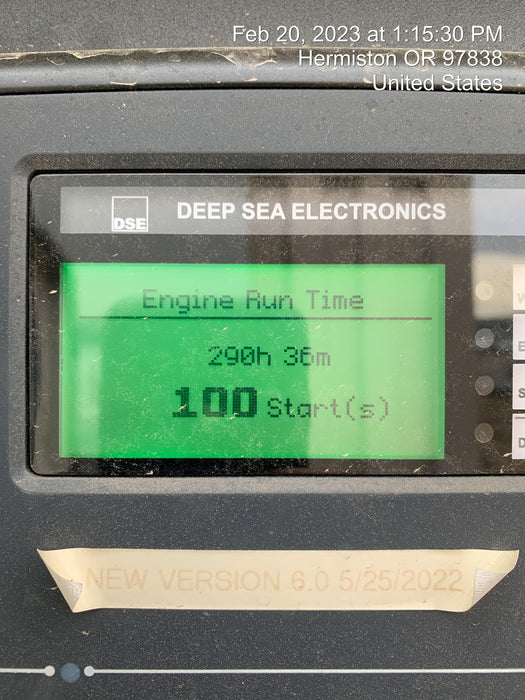 Feb 20, 2023 at 1:15:30 PM
Hermiston OR 97838
United States
DSE DEEP SEA ELECTRONICS
Engine Run Time
290h 36m
100 Start(s)
W
E
S
D
NEW VERSION 6.0 5/25/2022